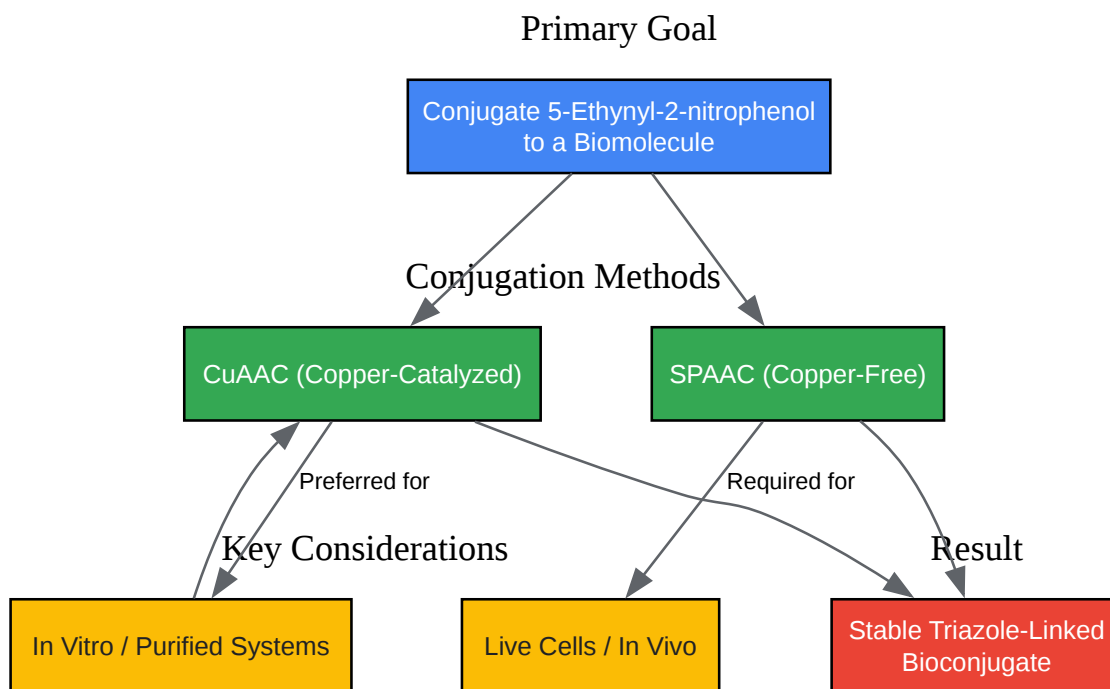 Primary Goal
Conjugate 5-Ethynyl-2-nitrophenol
to a Biomolecule
Conjugation Methods
CuAAC (Copper-Catalyzed)
SPAAC (Copper-Free)
Preferred for
Required for
Key Considerations
Result
In Vitro / Purified Systems
Live Cells / In Vivo
Stable Triazole-Linked
Bioconjugate